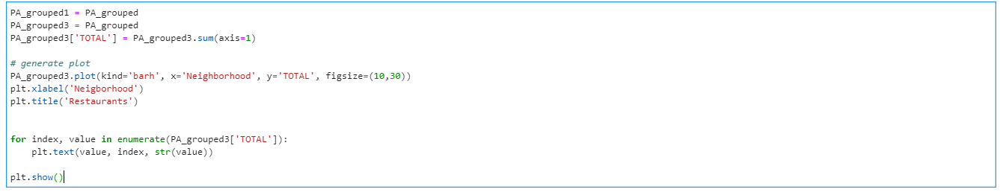 PA_grouped1 = PA_grouped
PA_grouped3 = PA_grouped
PA_grouped3['TOTAL'] = PA_grouped3.sum(axis=1)
# generate plot
PA_grouped3.plot(kind='barh', x='Neighborhood', y='TOTAL', figsize=(10,30))
plt.xlabel('Neigborhood')
plt.title('Restaurants')
for index, value in enumerate(PA_grouped3['TOTAL']):
    plt.text(value, index, str(value))
plt.show()